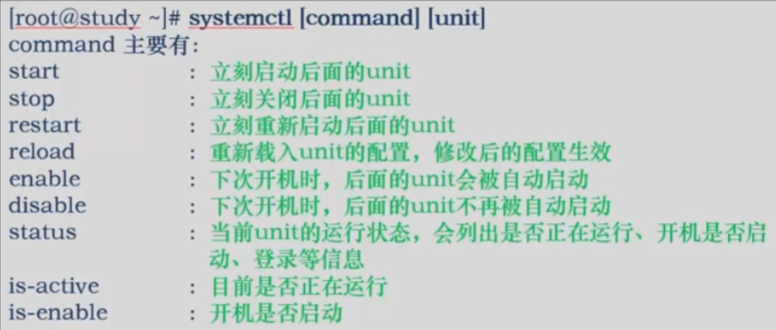 [root@study ~]# systemctl [command] [unit]
command 主要有:
start : 立刻启动后面的unit
stop : 立刻关闭后面的unit
restart : 立刻重新启动后面的unit
reload : 重新载入unit的配置，修改后的配置生效
enable : 下次开机时，后面的unit会被自动启动
disable : 下次开机时，后面的unit不再被自动启动
status : 当前unit的运行状态，会列出是否正在运行、开机是否启
动、登录等信息
is-active : 目前是否正在运行
is-enable : 开机是否启动